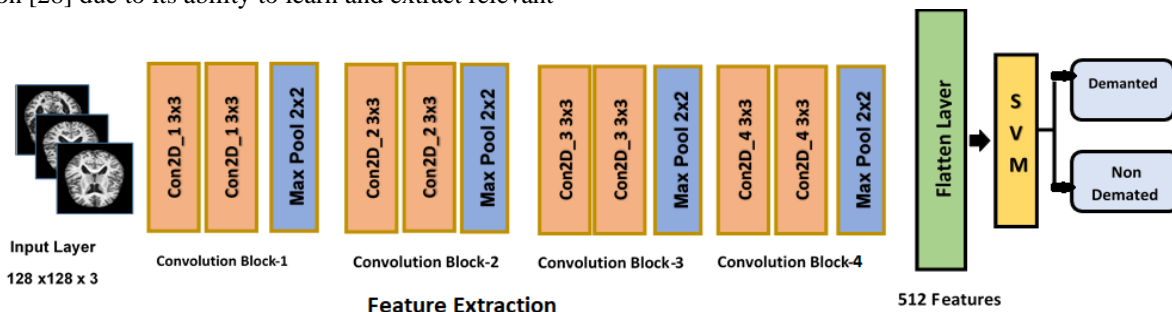 [28] due to its ability to learn and extract relevant
Input Layer
128 x128 x 3
Con2D_1 3x3
Con2D_1 3x3
Max Pool 2x2
Convolution Block-1
Con2D_2 3x3
Con2D_2 3x3
Max Pool 2x2
Convolution Block-2
Con2D_3 3x3
Con2D_3 3x3
Max Pool 2x2
Convolution Block-3
Con2D_4 3x3
Con2D_4 3x3
Max Pool 2x2
Convolution Block-4
Feature Extraction
Flatten Layer
512 Features
S
V
M
Demanted
Non
Demated